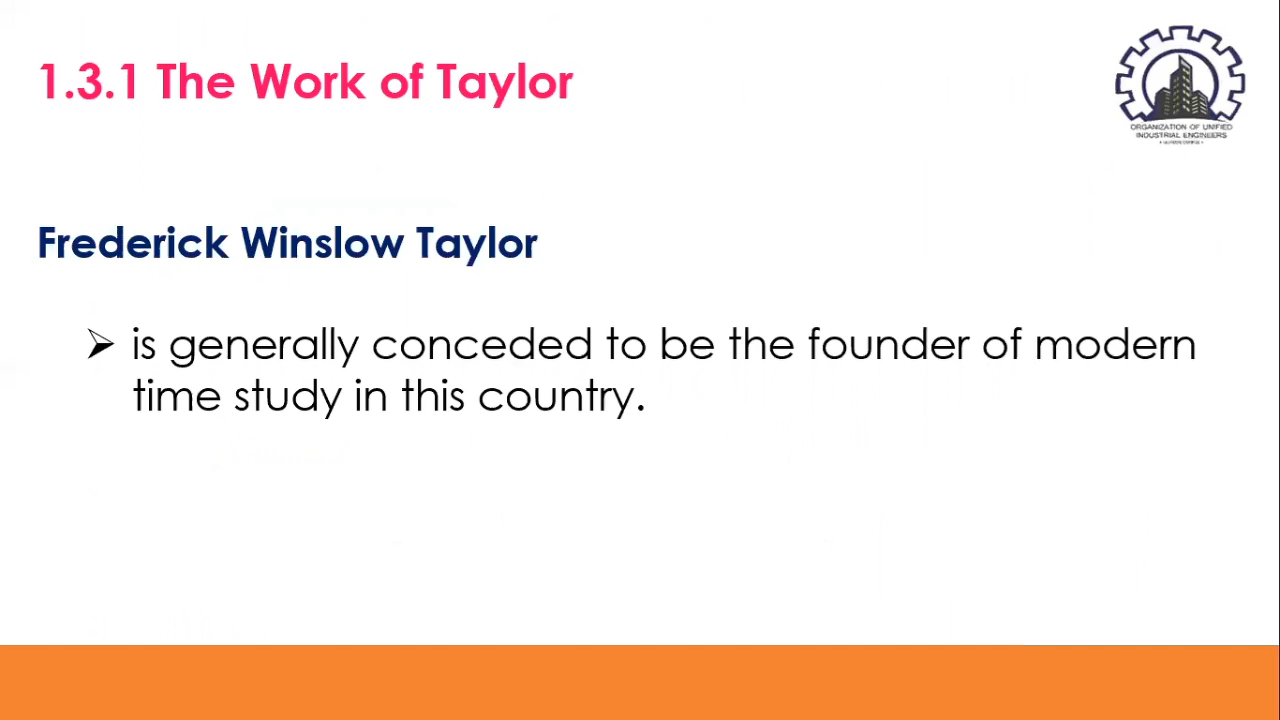 1.3.1 The Work of Taylor
ORGANIZATION OF UNIFIED
INDUSTRIAL ENGINEERS
Frederick Winslow Taylor
➢ is generally conceded to be the founder of modern
time study in this country.